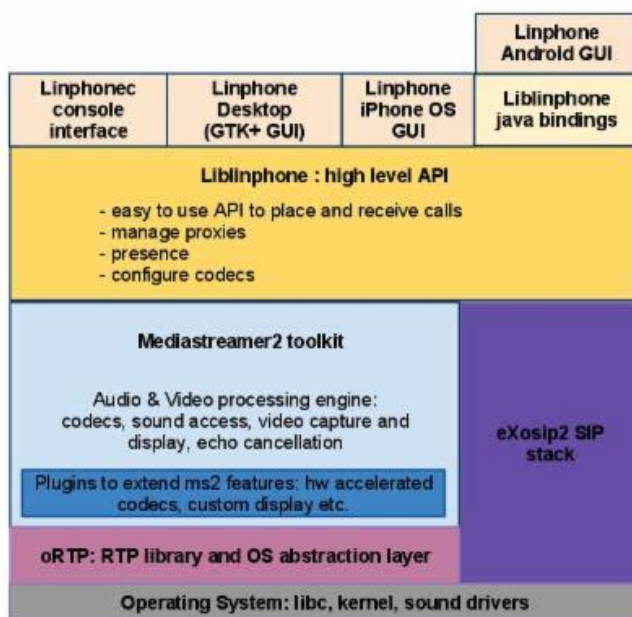 Linphone
Android GUI
Linphonec
console
interface
Linphone
Desktop
(GTK+ GUI)
Linphone
iPhone OS
GUI
Liblinphone
java bindings
Liblinphone : high level API
- easy to use API to place and receive calls
- manage proxies
- presence
- configure codecs
Mediastreamer2 toolkit
Audio & Video processing engine:
codecs, sound access, video capture and
display, echo cancellation
Plugins to extend ms2 features: hw accelerated
codecs, custom display etc.
eXosip2 SIP
stack
oRTP: RTP library and OS abstraction layer
Operating System: libc, kernel, sound drivers